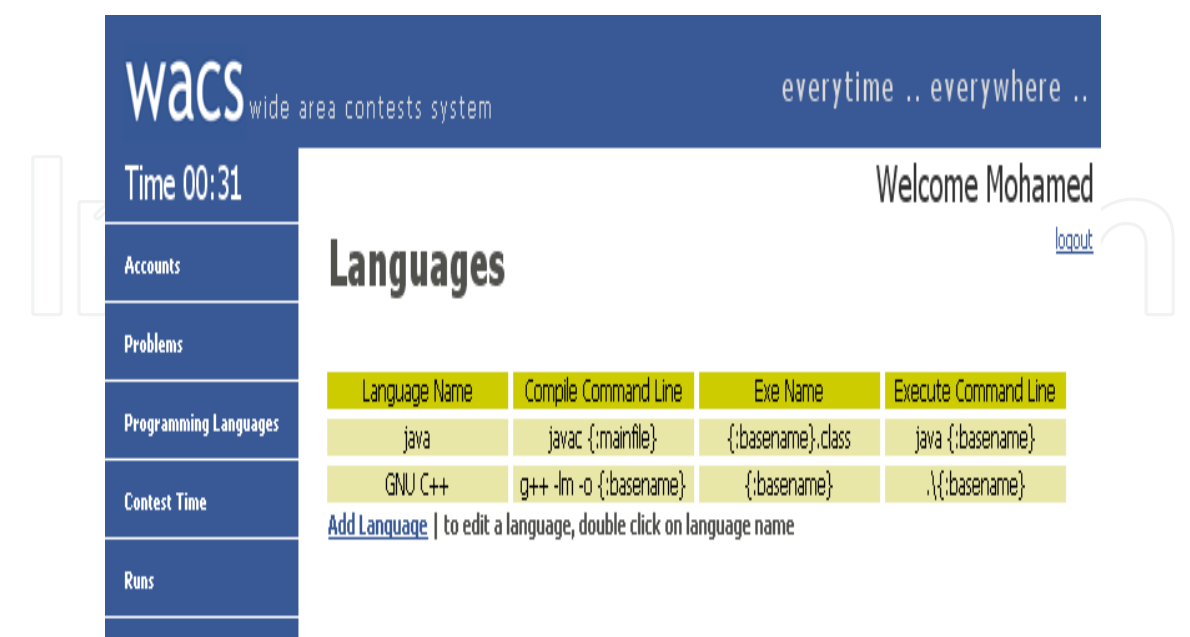 wacs wide area contests system
everytime .. everywhere ..
Time 00:31
Welcome Mohamed
logout
Accounts
Problems
Programming Languages
Contest Time
Runs
Languages
Language Name Compile Command Line Exe Name Execute Command Line
java javac {:mainfile} {:basename}.class java {:basename}
GNU C++ g++ -lm -o {:basename} {:basename} .\{:basename}
Add Language | to edit a language, double click on language name